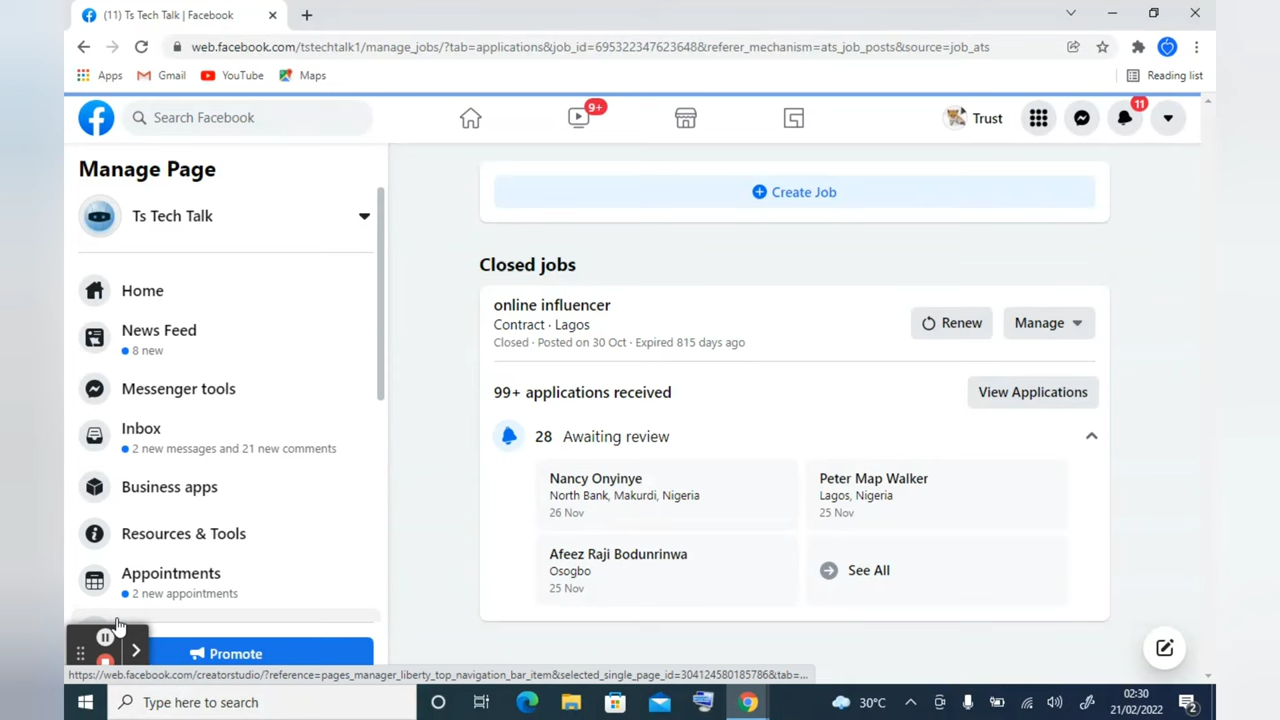 (11) Ts Tech Talk | Facebook
web.facebook.com/tstechtalk1/manage_jobs/?tab=applications&job_id=695322347623648&referer_mechanism=ats_job_posts&source=job_ats
Apps
Gmail
YouTube
Maps
Reading list
Search Facebook
9+
Trust
11
Manage Page
Ts Tech Talk
Home
News Feed
8 new
Messenger tools
Inbox
2 new messages and 21 new comments
Business apps
Resources & Tools
Appointments
2 new appointments
Promote
Create Job
Closed jobs
online influencer
Contract · Lagos
Closed · Posted on 30 Oct · Expired 815 days ago
Renew
Manage
99+ applications received
View Applications
28 Awaiting review
Nancy Onyinye
North Bank, Makurdi, Nigeria
26 Nov
Peter Map Walker
Lagos, Nigeria
25 Nov
Afeez Raji Bodunrinwa
Osogbo
25 Nov
See All
https://web.facebook.com/creatorstudio/?reference=pages_manager_liberty_top_navigation_bar_item&selected_single_page_id=304124580185786&tab=...
Type here to search
30°C
02:30
21/02/2022
2